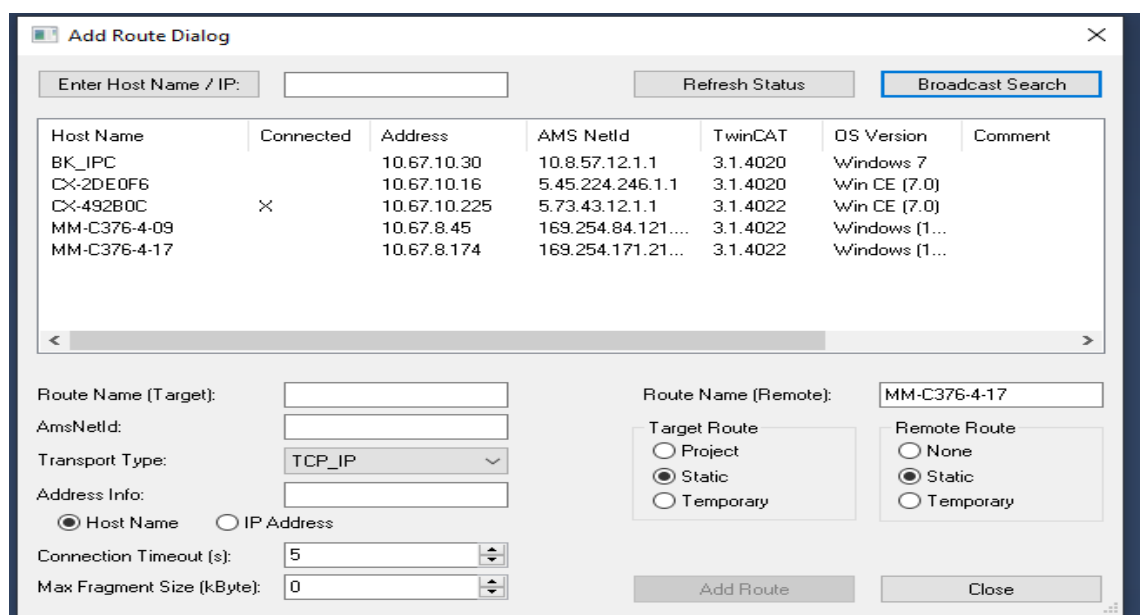 Add Route Dialog
Enter Host Name / IP: Refresh Status Broadcast Search
Host Name Connected Address AMS NetId TwinCAT OS Version Comment
BK_IPC 10.67.10.30 10.8.57.12.1.1 3.1.4020 Windows 7
CX-2DE0F6 10.67.10.16 5.45.224.246.1.1 3.1.4020 Win CE (7.0)
CX-492B0C X 10.67.10.225 5.73.43.12.1.1 3.1.4022 Win CE (7.0)
MM-C376-4-09 10.67.8.45 169.254.84.121.... 3.1.4022 Windows (1...
MM-C376-4-17 10.67.8.174 169.254.171.21... 3.1.4022 Windows (1...
Route Name (Target): Route Name (Remote): MM-C376-4-17
AmsNetId: Target Route Remote Route
Project None
Transport Type: TCP_IP
Static Static
Address Info:
Temporary Temporary
Host Name IP Address
Connection Timeout (s): 5
Max Fragment Size (kByte): 0 Add Route Close